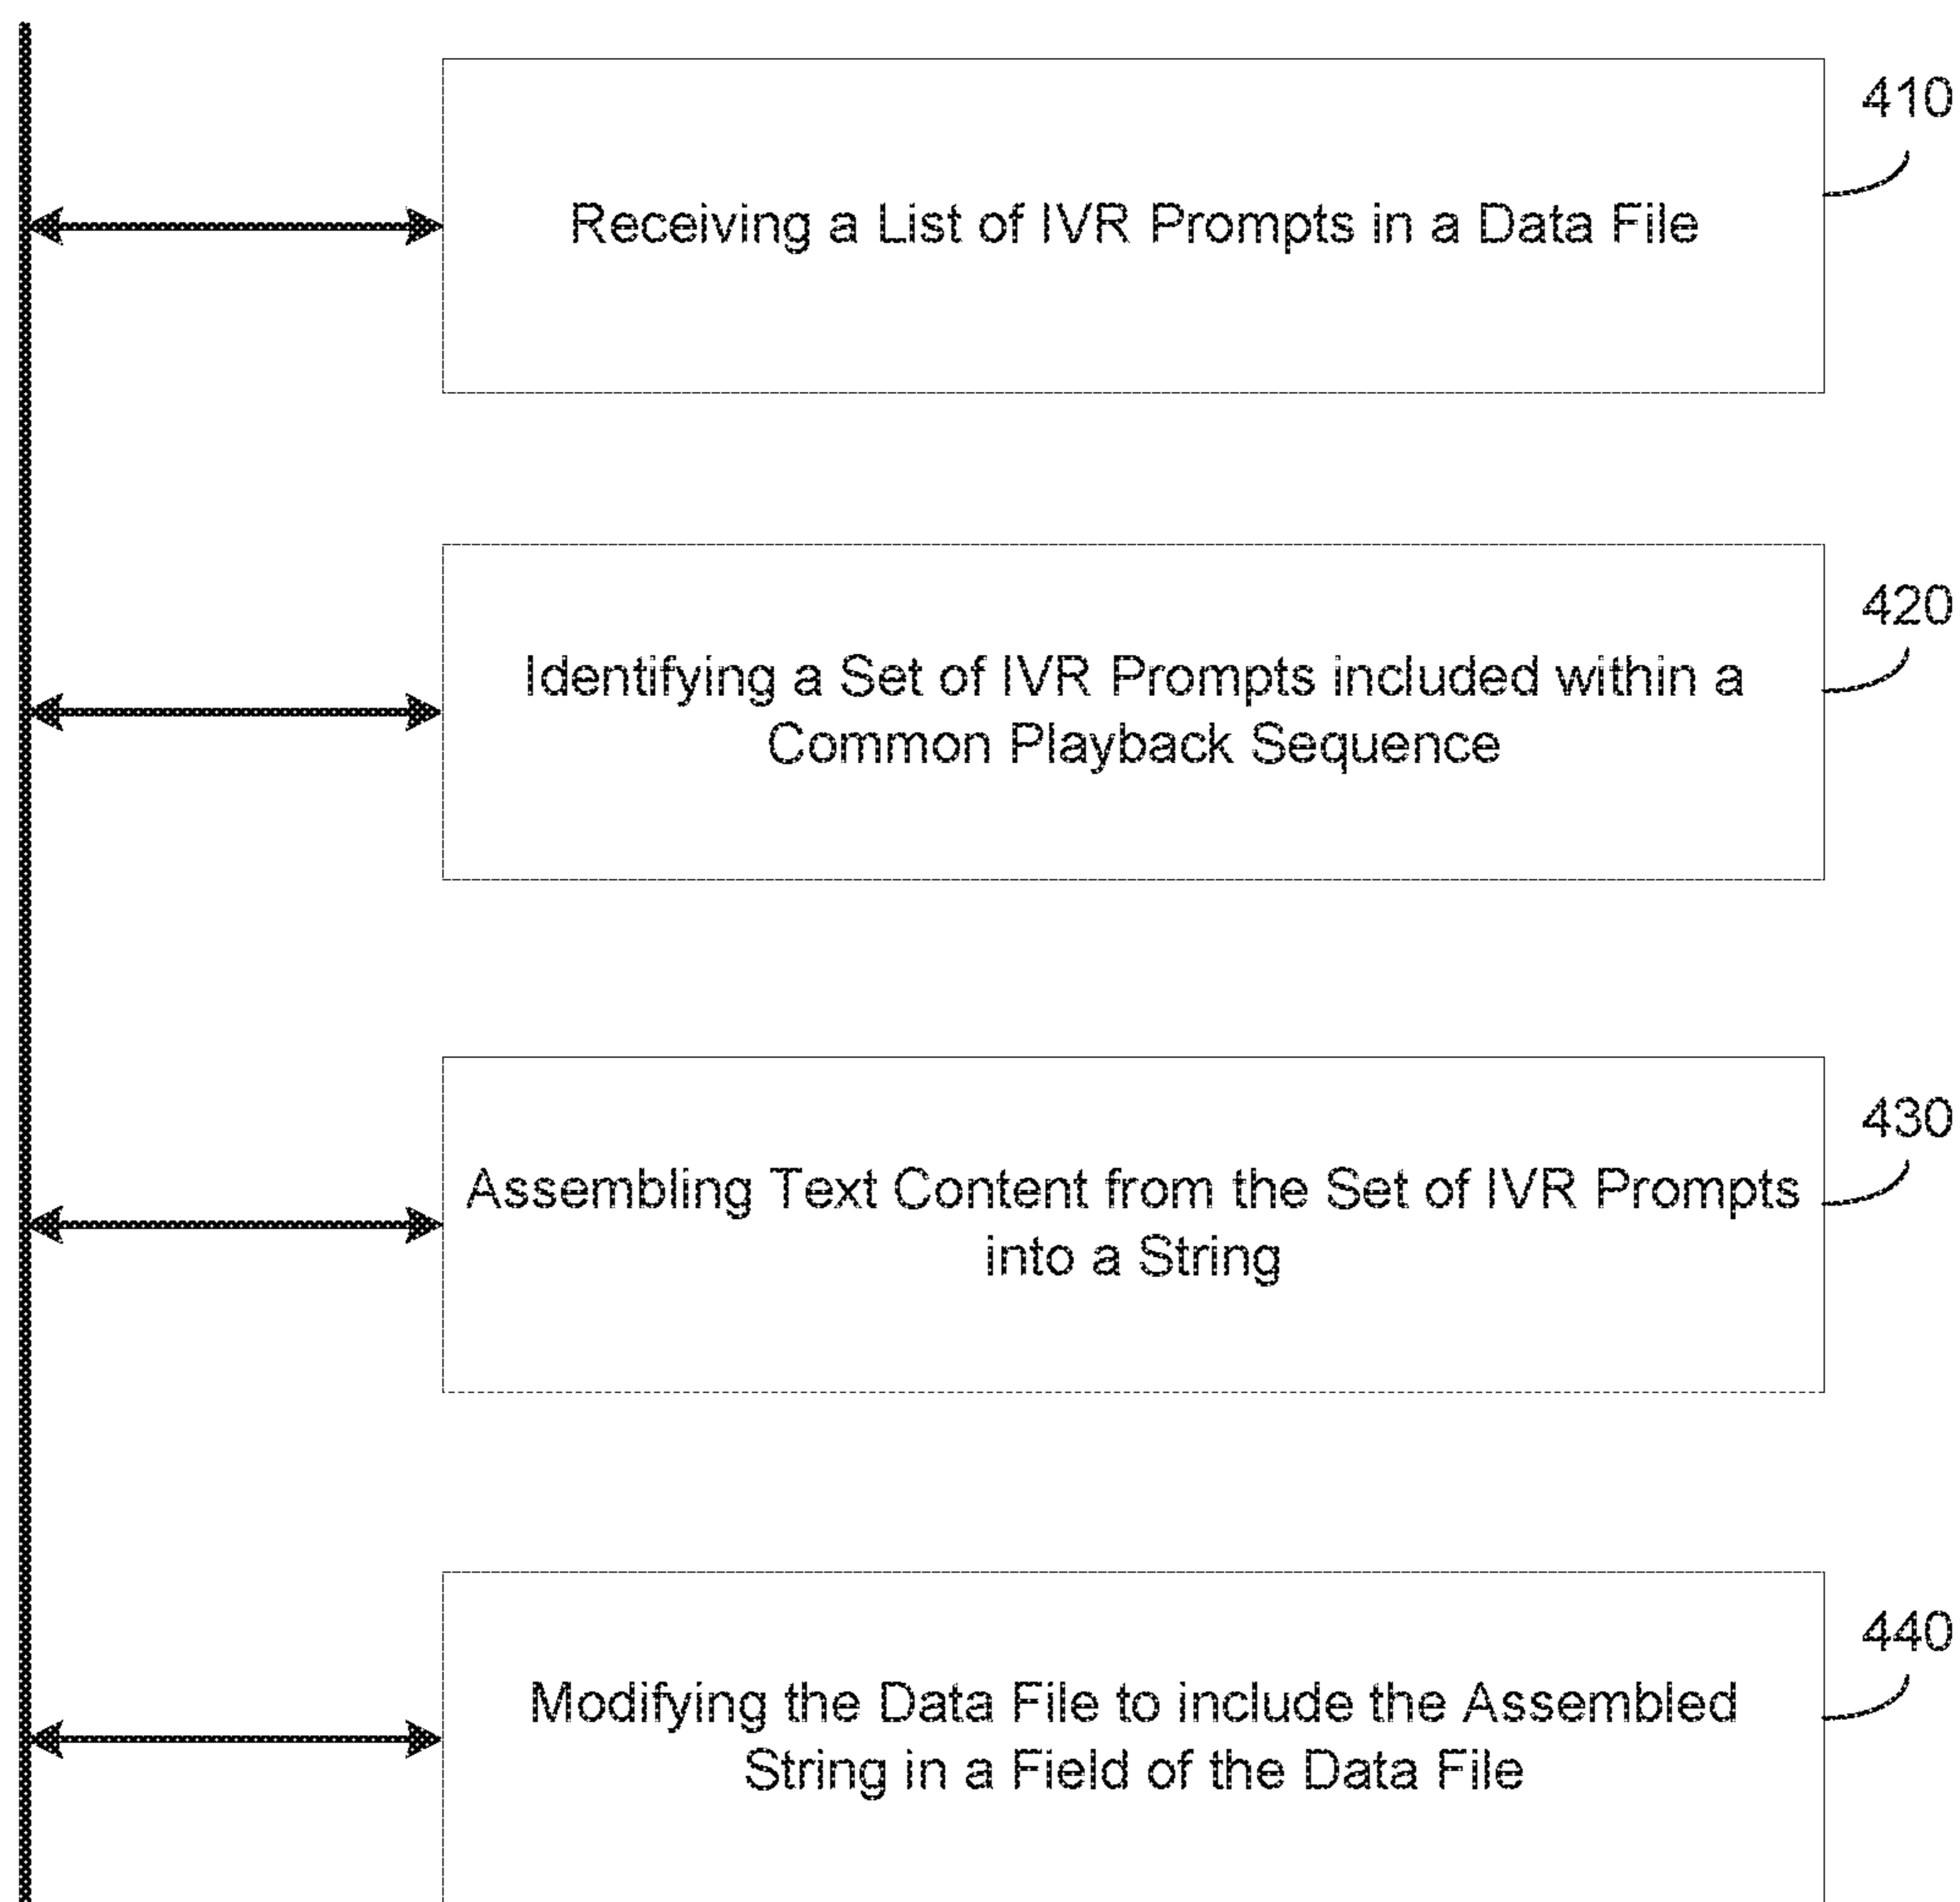 410
Receiving a List of IVR Prompts in a Data File
420
Identifying a Set of IVR Prompts included within a
Common Playback Sequence
430
Assembling Text Content from the Set of IVR Prompts
into a String
440
Modifying the Data File to include the Assembled
String in a Field of the Data File